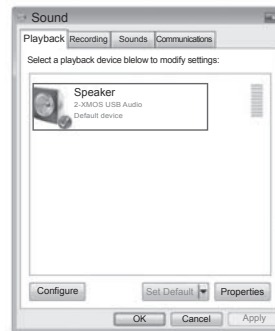 Sound
Playback Recording Sounds Communications
Select a playback device blelow to modify settings:
Speaker
2-XMOS USB Audio
Default device
Configure Set Default Properties
OK Cancel Apply